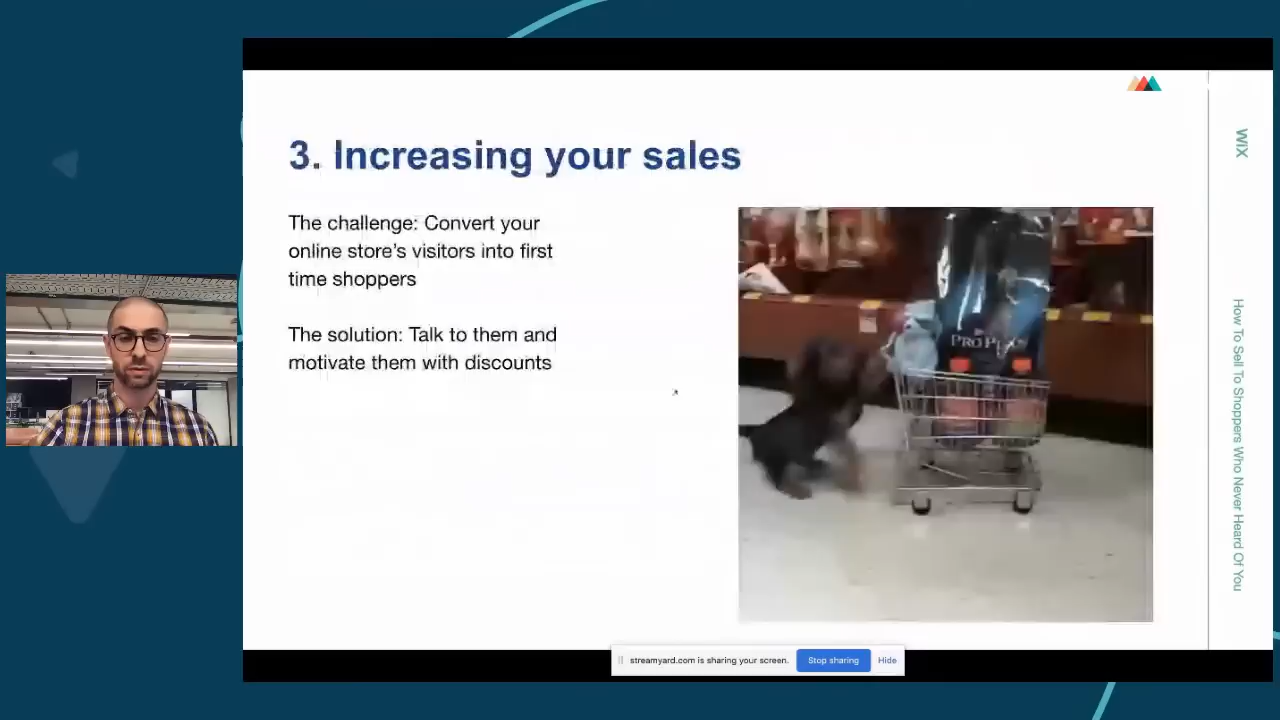 3. Increasing your sales
The challenge: Convert your
online store's visitors into first
time shoppers
The solution: Talk to them and
motivate them with discounts
PRO PLAN
WIX
How To Sell To Shoppers Who Never Heard Of You
streamyard.com is sharing your screen.
Stop sharing
Hide